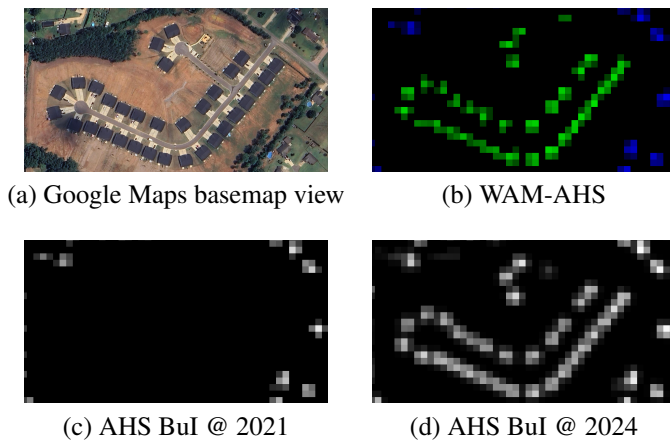 (a) Google Maps basemap view
(b) WAM-AHS
(c) AHS BuI @ 2021
(d) AHS BuI @ 2024